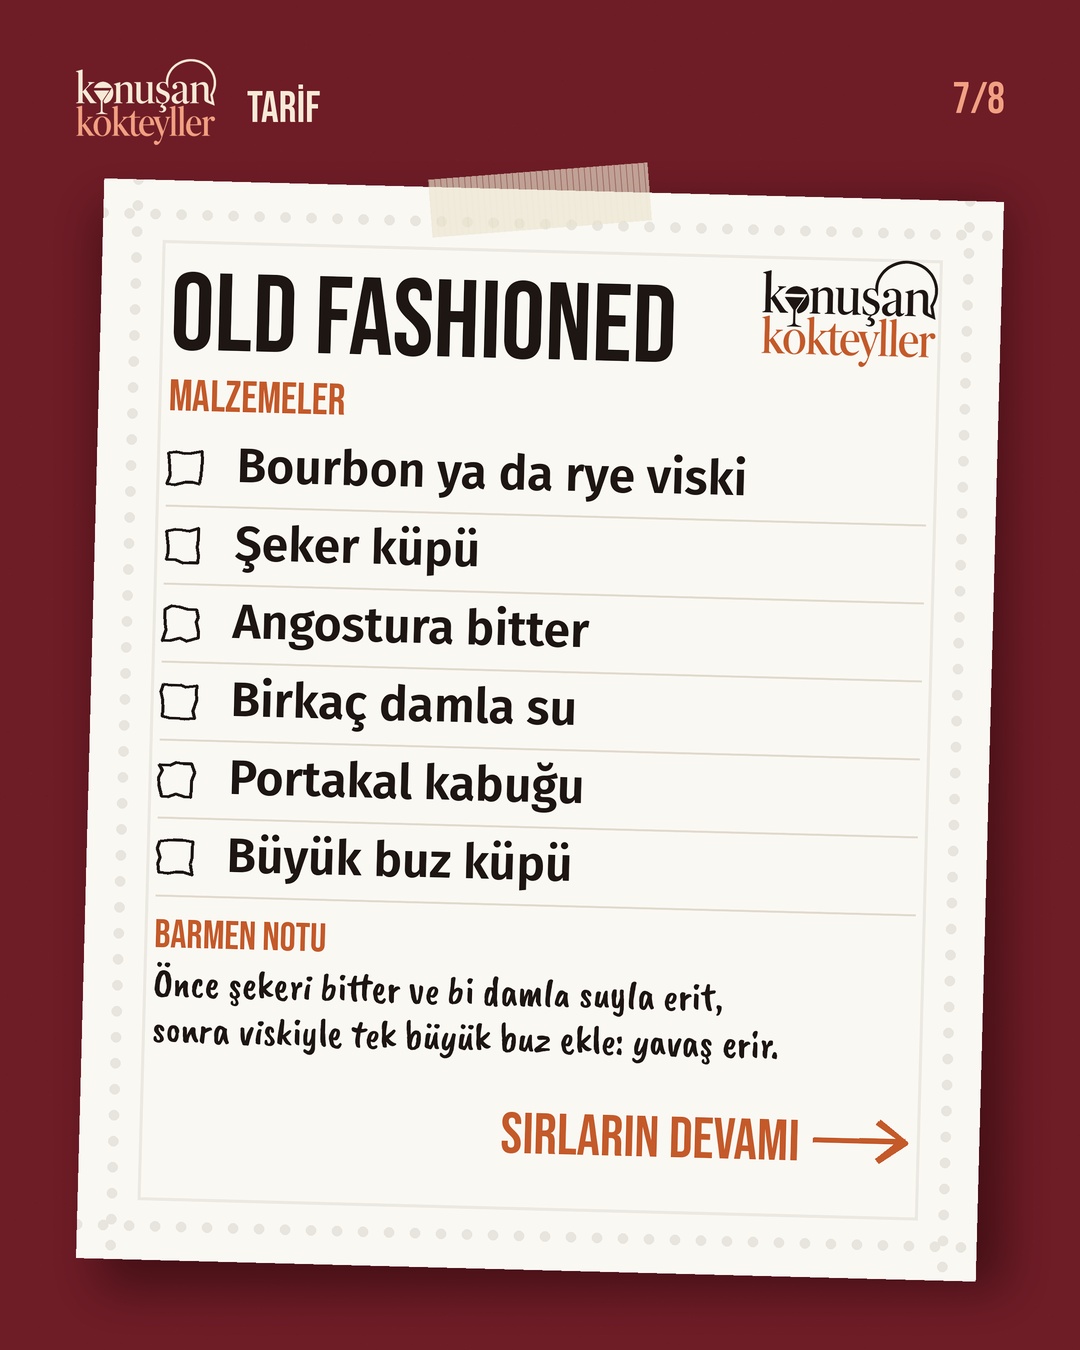 konuşan
kokteyller
TARİF
7/8
OLD FASHIONED
konuşan
kokteyller
MALZEMELER
Bourbon ya da rye viski
Şeker küpü
Angostura bitter
Birkaç damla su
Portakal kabuğu
Büyük buz küpü
BARMEN NOTU
Önce şekeri bitter ve bi damla suyla erit,
sonra viskiyle tek büyük buz ekle: yavaş erir.
SIRLARIN DEVAMI